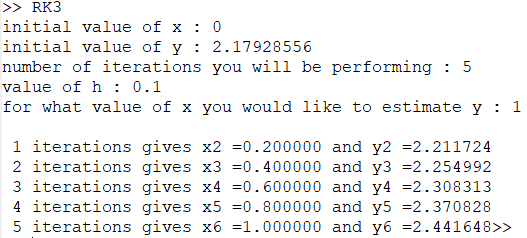 >> RK3
initial value of x : 0
initial value of y : 2.17928556
number of iterations you will be performing : 5
value of h : 0.1
for what value of x you would like to estimate y : 1
1 iterations gives x2 =0.200000 and y2 =2.211724
2 iterations gives x3 =0.400000 and y3 =2.254992
3 iterations gives x4 =0.600000 and y4 =2.308313
4 iterations gives x5 =0.800000 and y5 =2.370828
5 iterations gives x6 =1.000000 and y6 =2.441648>>